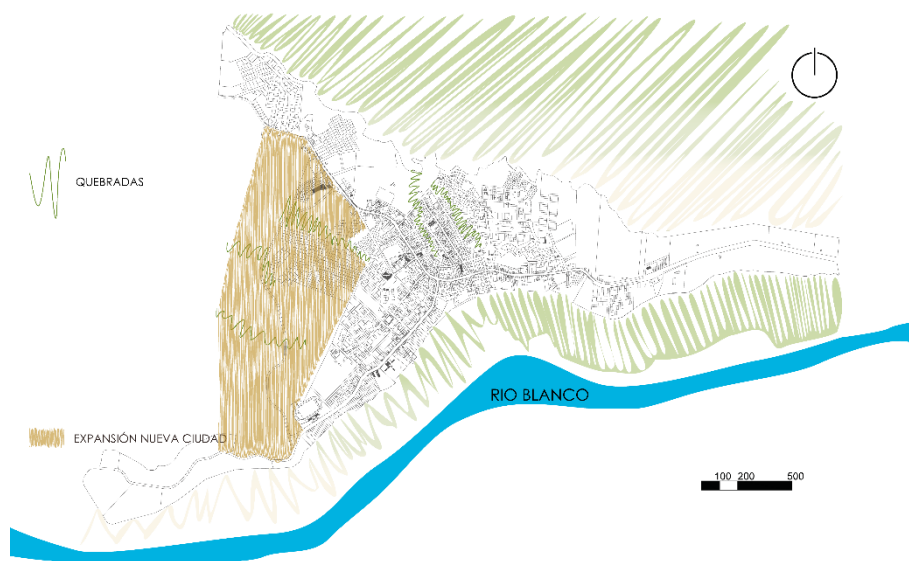 QUEBRADAS
RIO BLANCO
EXPANSIÓN NUEVA CIUDAD
100 200 500